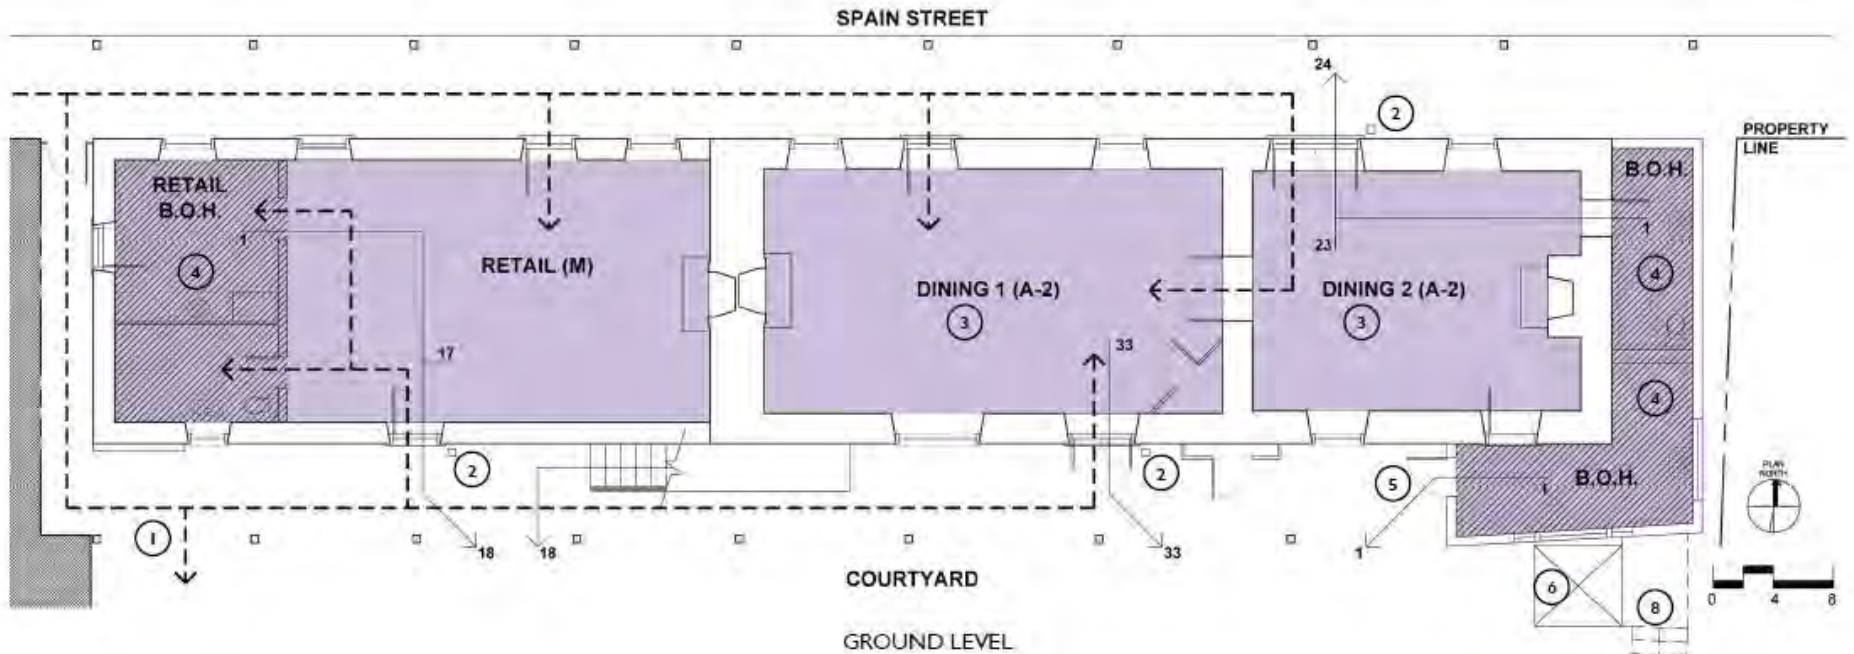 SPAIN STREET
24
2
PROPERTY
LINE
RETAIL
B.O.H.
B.O.H.
1
1
4
23
4
RETAIL (M)
DINING 1 (A-2)
DINING 2 (A-2)
3
3
17
33
4
2
2
5
B.O.H.
1
PLAN
NORTH
1
18
18
33
1
COURTYARD
6
8
0
4
8
GROUND LEVEL